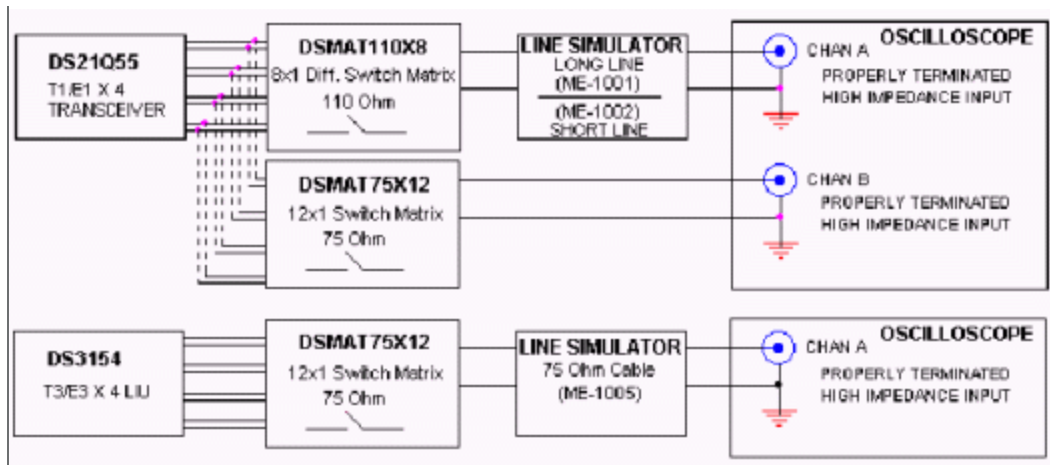 DS21Q55
T1/E1 X 4
TRANSCEIVER
DSMAT110X8
8x1 Diff. Switch Matrix
110 Ohm
LINE SIMULATOR
LONG LINE
(ME-1001)
(ME-1002)
SHORT LINE
OSCILLOSCOPE
CHAN A
PROPERLY TERMINATED
HIGH IMPEDANCE INPUT
DSMAT75X12
12x1 Switch Matrix
75 Ohm
CHAN B
PROPERLY TERMINATED
HIGH IMPEDANCE INPUT
DS3154
T3/E3 X 4 LIU
DSMAT75X12
12x1 Switch Matrix
75 Ohm
LINE SIMULATOR
75 Ohm Cable
(ME-1005)
OSCILLOSCOPE
CHAN A
PROPERLY TERMINATED
HIGH IMPEDANCE INPUT